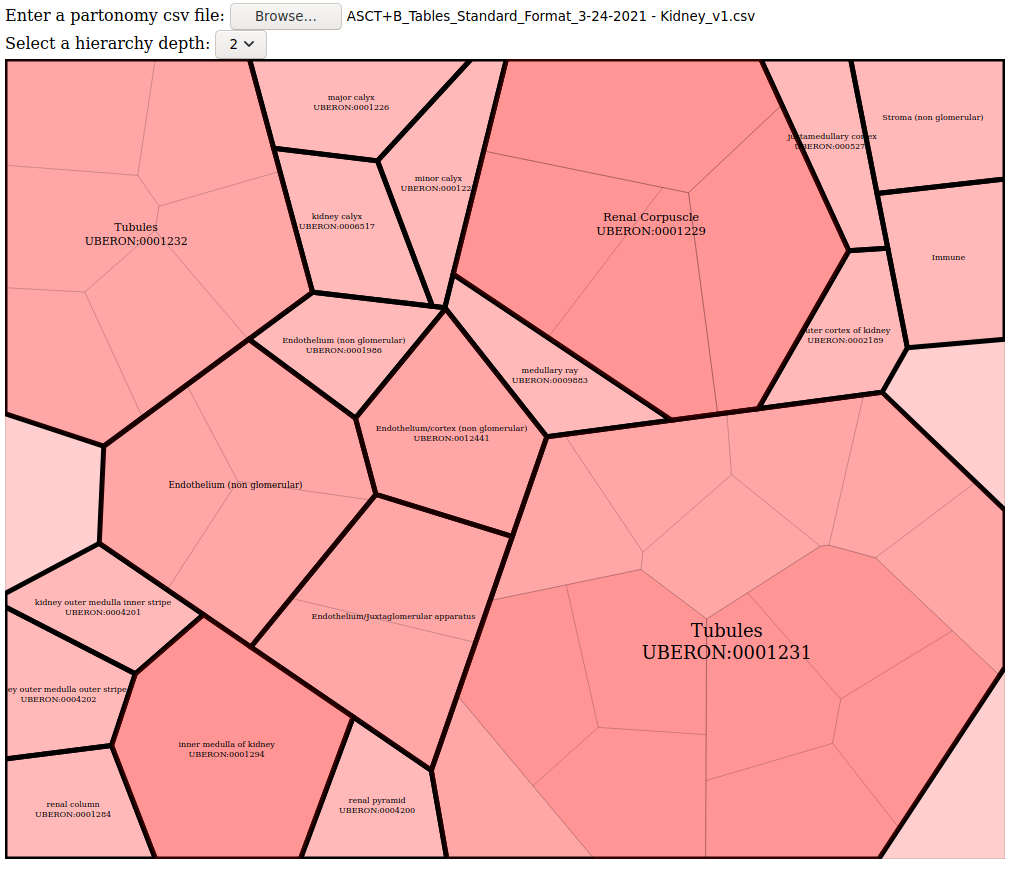 Enter a partonomy csv file: Browse... ASCT+B_Tables_Standard_Format_3-24-2021 - Kidney_v1.csv
Select a hierarchy depth: 2
major calyx
UBERON:0001226
Stroma (non glomerular)
juxtamedullary cortex
UBERON:000527
minor calyx
UBERON:000122
kidney calyx
UBERON:0006517
Renal Corpuscle
UBERON:0001229
Tubules
UBERON:0001232
Immune
Endothelium (non glomerular)
UBERON:0001986
uter cortex of kidney
UBERON:0002189
medullary ray
UBERON:0009883
Endothelium/cortex (non glomerular)
UBERON:0012441
Endothelium (non glomerular)
kidney outer medulla inner stripe
UBERON:0004201
Endothelium/Juxtaglomerular apparatus
Tubules
UBERON:0001231
ey outer medulla outer stripe
UBERON:0004202
inner medulla of kidney
UBERON:0001294
renal column
UBERON:0001284
renal pyramid
UBERON:0004200